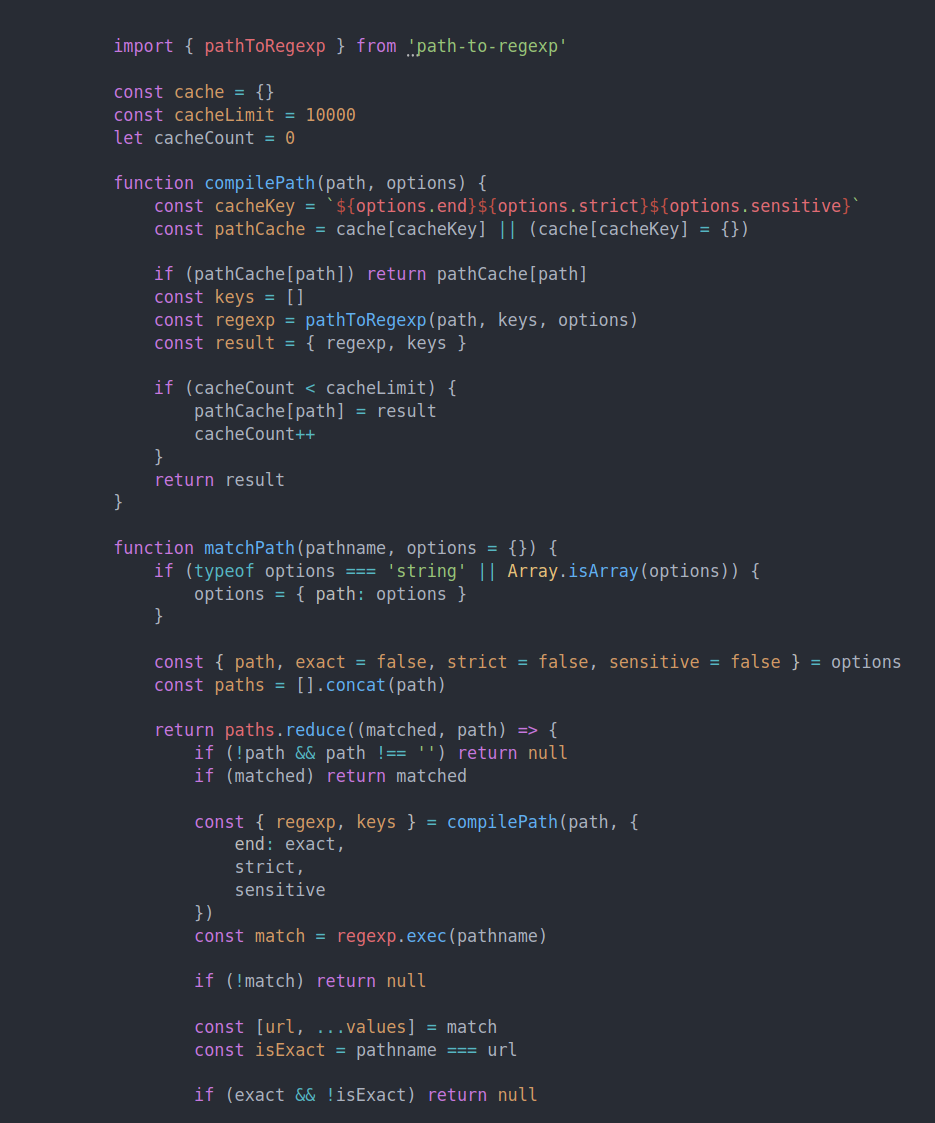 import { pathToRegexp } from 'path-to-regexp'

const cache = {}
const cacheLimit = 10000
let cacheCount = 0

function compilePath(path, options) {
    const cacheKey = `${options.end}${options.strict}${options.sensitive}`
    const pathCache = cache[cacheKey] || (cache[cacheKey] = {})

    if (pathCache[path]) return pathCache[path]
    const keys = []
    const regexp = pathToRegexp(path, keys, options)
    const result = { regexp, keys }

    if (cacheCount < cacheLimit) {
        pathCache[path] = result
        cacheCount++
    }
    return result
}

function matchPath(pathname, options = {}) {
    if (typeof options === 'string' || Array.isArray(options)) {
        options = { path: options }
    }

    const { path, exact = false, strict = false, sensitive = false } = options
    const paths = [].concat(path)

    return paths.reduce((matched, path) => {
        if (!path && path !== '') return null
        if (matched) return matched

        const { regexp, keys } = compilePath(path, {
            end: exact,
            strict,
            sensitive
        })
        const match = regexp.exec(pathname)

        if (!match) return null

        const [url, ...values] = match
        const isExact = pathname === url

        if (exact && !isExact) return null